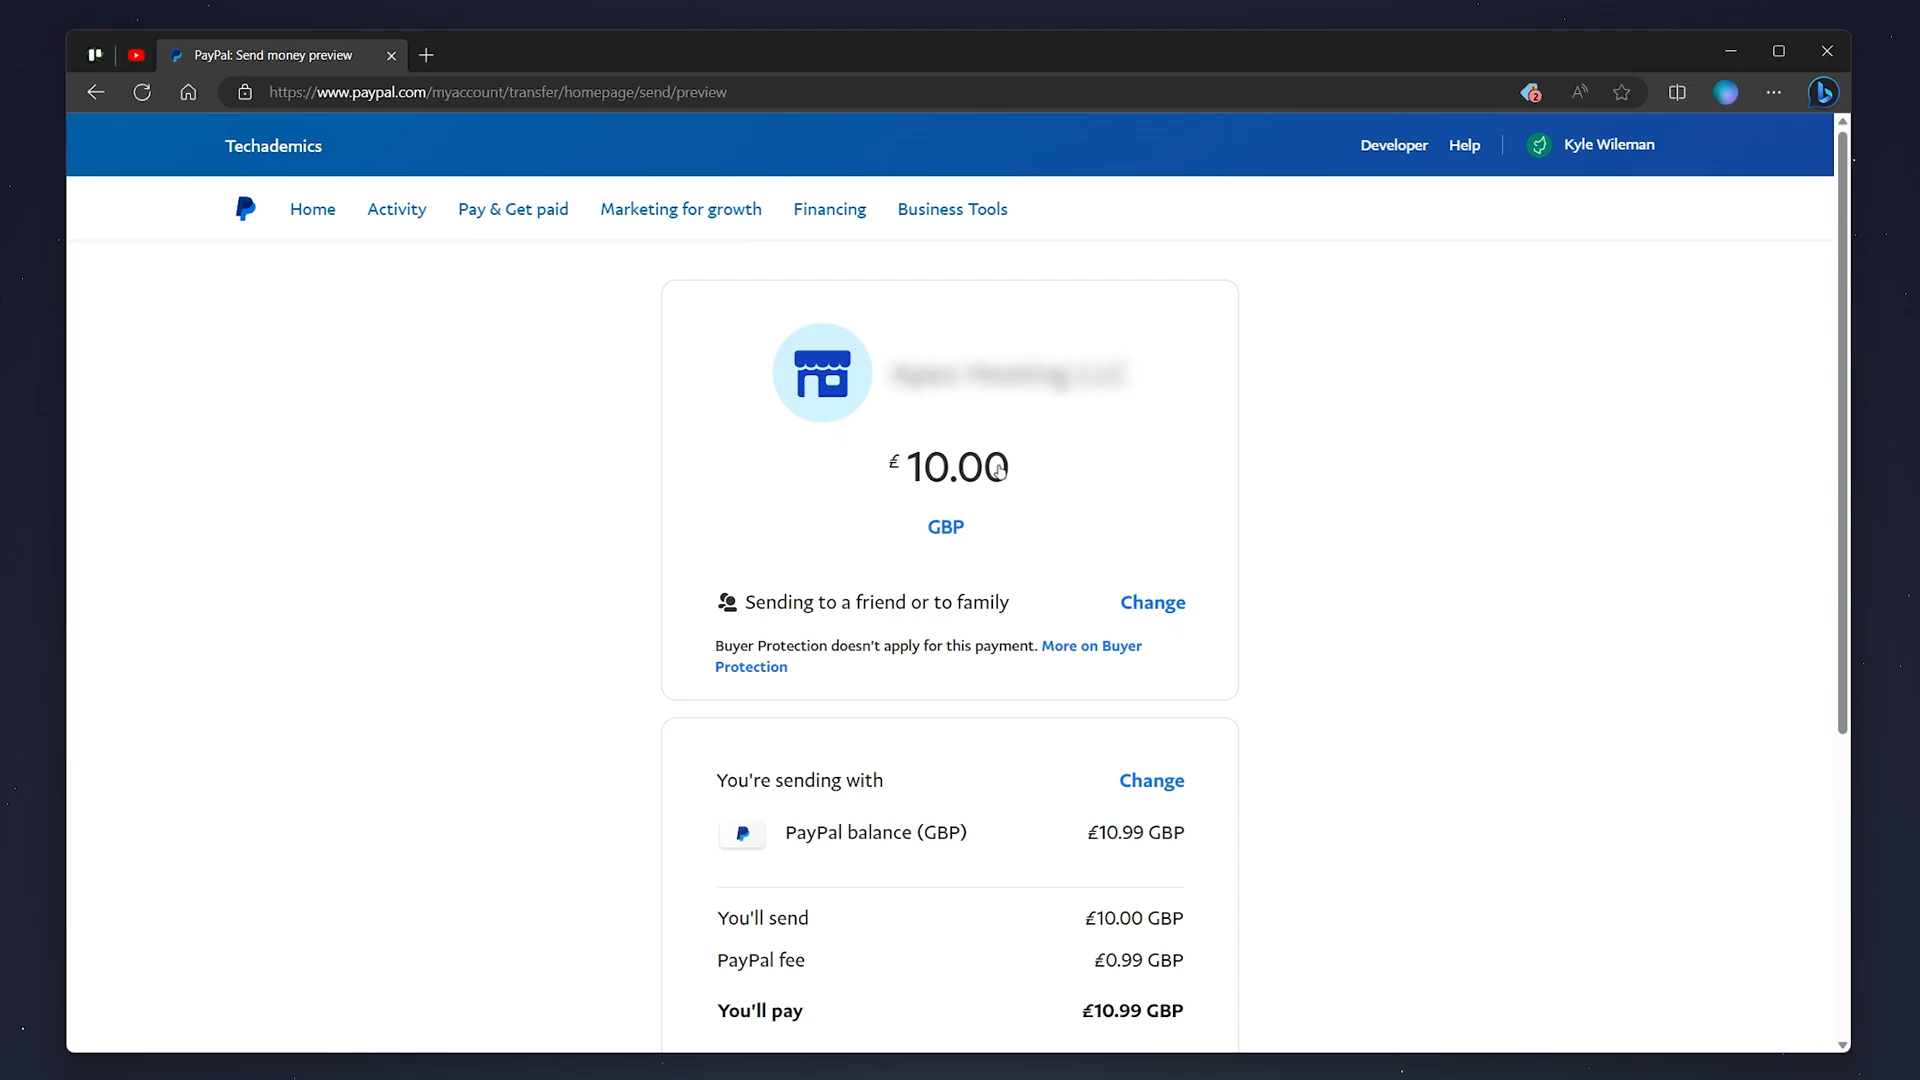 PayPal: Send money preview
https://www.paypal.com/myaccount/transfer/homepage/send/preview
2
Techademics
Developer Help Kyle Wileman
Home Activity Pay & Get paid Marketing for growth Financing Business Tools
£ 10.00
GBP
Sending to a friend or to family Change
Buyer Protection doesn't apply for this payment. More on Buyer
Protection
You're sending with Change
PayPal balance (GBP) £10.99 GBP
You'll send £10.00 GBP
PayPal fee £0.99 GBP
You'll pay £10.99 GBP